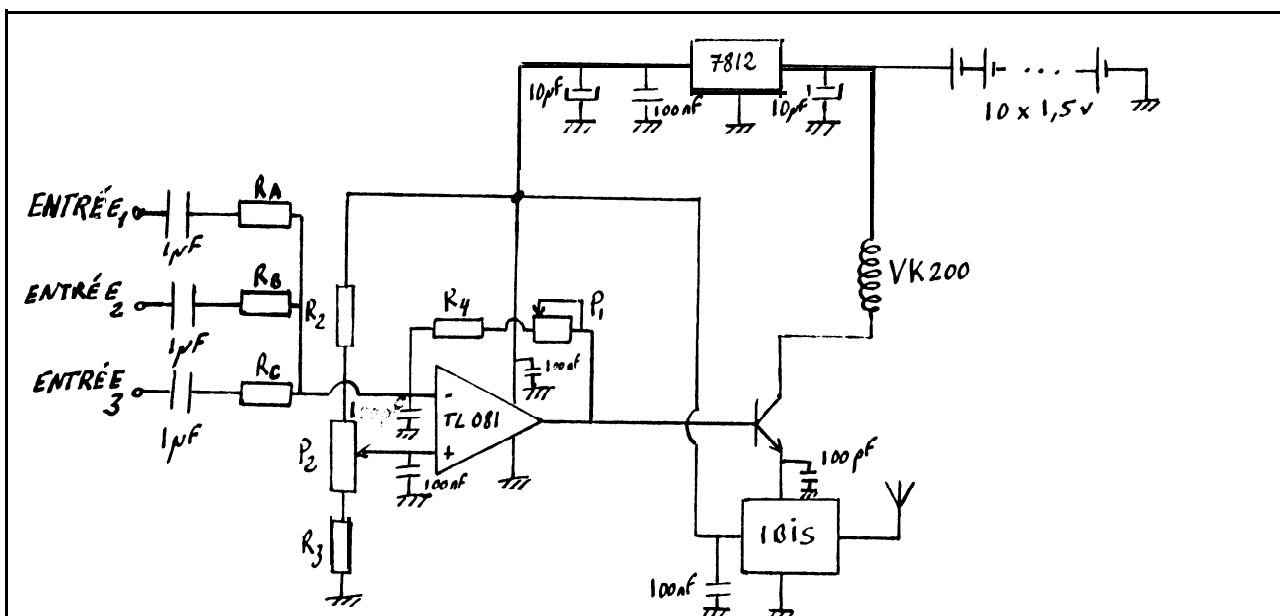 7812
10µF
100nF
10µF
10 x 1,5 v
ENTRÉE 1
1µF
RA
ENTRÉE 2
1µF
RB
ENTRÉE 3
1µF
RC
R2
R4
P1
100nF
VK200
-
TL 081
+
P2
100nF
100pF
R3
IBIS
100nF